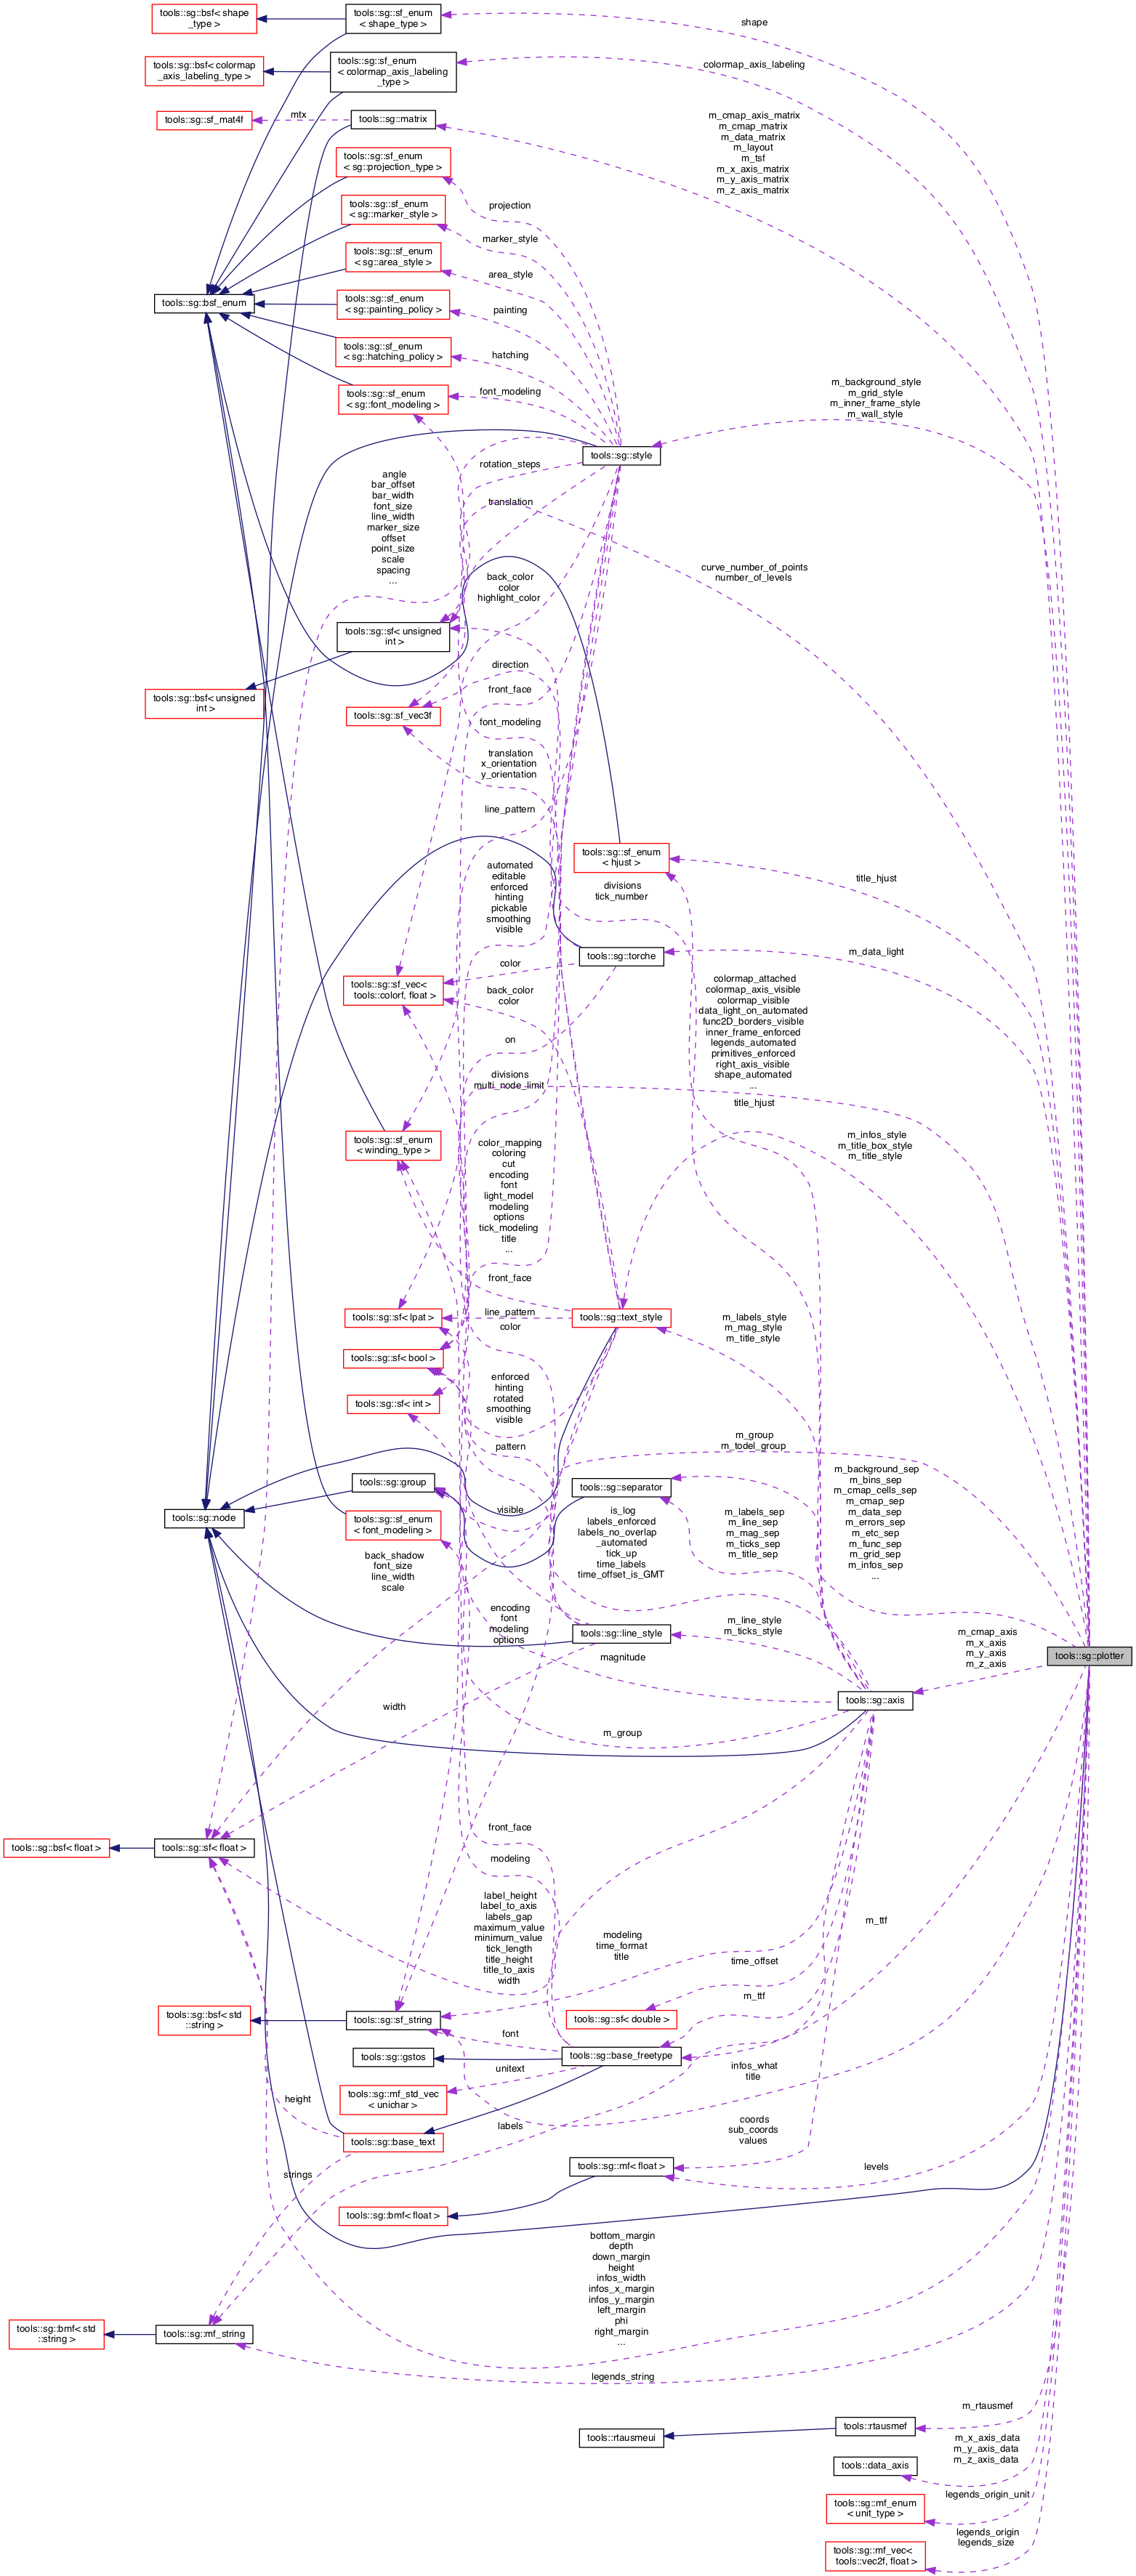 tools::sg::bsf< shape
_type >
tools::sg::sf_enum
< shape_type >
shape
tools::sg::bsf< colormap
_axis_labeling_type >
tools::sg::sf_enum
< colormap_axis_labeling
_type >
colormap_axis_labeling
tools::sg::sf_mat4f
mtx
tools::sg::matrix
m_cmap_axis_matrix
m_cmap_matrix
m_data_matrix
m_layout
m_tsf
m_x_axis_matrix
m_y_axis_matrix
m_z_axis_matrix
tools::sg::sf_enum
< sg::projection_type >
projection
tools::sg::sf_enum
< sg::marker_style >
marker_style
tools::sg::sf_enum
< sg::area_style >
area_style
tools::sg::bsf_enum
tools::sg::sf_enum
< sg::painting_policy >
painting
tools::sg::sf_enum
< sg::hatching_policy >
hatching
tools::sg::sf_enum
< sg::font_modeling >
font_modeling
m_background_style
m_grid_style
m_inner_frame_style
m_wall_style
tools::sg::style
rotation_steps
translation
angle
bar_offset
bar_width
font_size
line_width
marker_size
offset
point_size
scale
spacing
...
curve_number_of_points
number_of_levels
back_color
color
highlight_color
tools::sg::sf< unsigned
int >
tools::sg::bsf< unsigned
int >
direction
front_face
tools::sg::sf_vec3f
font_modeling
translation
x_orientation
y_orientation
line_pattern
tools::sg::sf_enum
< hjust >
title_hjust
automated
editable
enforced
hinting
pickable
smoothing
visible
divisions
tick_number
tools::sg::torche
m_data_light
color
tools::sg::sf_vec<
tools::colorf, float >
back_color
color
colormap_attached
colormap_axis_visible
colormap_visible
data_light_on_automated
func2D_borders_visible
inner_frame_enforced
legends_automated
primitives_enforced
right_axis_visible
shape_automated
...
on
divisions
multi_node_limit
title_hjust
tools::sg::sf_enum
< winding_type >
m_infos_style
m_title_box_style
m_title_style
color_mapping
coloring
cut
encoding
font
light_model
modeling
options
tick_modeling
title
...
front_face
tools::sg::sf< lpat >
line_pattern
tools::sg::text_style
color
m_labels_style
m_mag_style
m_title_style
tools::sg::sf< bool >
tools::sg::sf< int >
enforced
hinting
rotated
smoothing
visible
pattern
m_group
m_todel_group
tools::sg::group
tools::sg::separator
tools::sg::node
tools::sg::sf_enum
< font_modeling >
visible
is_log
labels_enforced
labels_no_overlap
_automated
tick_up
time_labels
time_offset_is_GMT
m_labels_sep
m_line_sep
m_mag_sep
m_ticks_sep
m_title_sep
m_background_sep
m_bins_sep
m_cmap_cells_sep
m_cmap_sep
m_data_sep
m_errors_sep
m_etc_sep
m_func_sep
m_grid_sep
m_infos_sep
...
back_shadow
font_size
line_width
scale
encoding
font
modeling
options
tools::sg::line_style
m_line_style
m_ticks_style
magnitude
m_cmap_axis
m_x_axis
m_y_axis
m_z_axis
tools::sg::plotter
tools::sg::axis
width
m_group
front_face
tools::sg::bsf< float >
tools::sg::sf< float >
modeling
label_height
label_to_axis
labels_gap
maximum_value
minimum_value
tick_length
title_height
title_to_axis
width
modeling
time_format
title
time_offset
m_ttf
m_ttf
tools::sg::bsf< std
::string >
tools::sg::sf_string
tools::sg::sf< double >
font
tools::sg::gstos
tools::sg::base_freetype
unitext
infos_what
title
tools::sg::mf_std_vec
< unichar >
height
labels
tools::sg::base_text
coords
sub_coords
values
strings
tools::sg::mf< float >
levels
tools::sg::bmf< float >
bottom_margin
depth
down_margin
height
infos_width
infos_x_margin
infos_y_margin
left_margin
phi
right_margin
...
tools::sg::bmf< std
::string >
tools::sg::mf_string
legends_string
m_rtausmef
tools::rtausmeui
tools::rtausmef
m_x_axis_data
m_y_axis_data
m_z_axis_data
tools::data_axis
legends_origin_unit
tools::sg::mf_enum
< unit_type >
legends_origin
legends_size
tools::sg::mf_vec<
tools::vec2f, float >